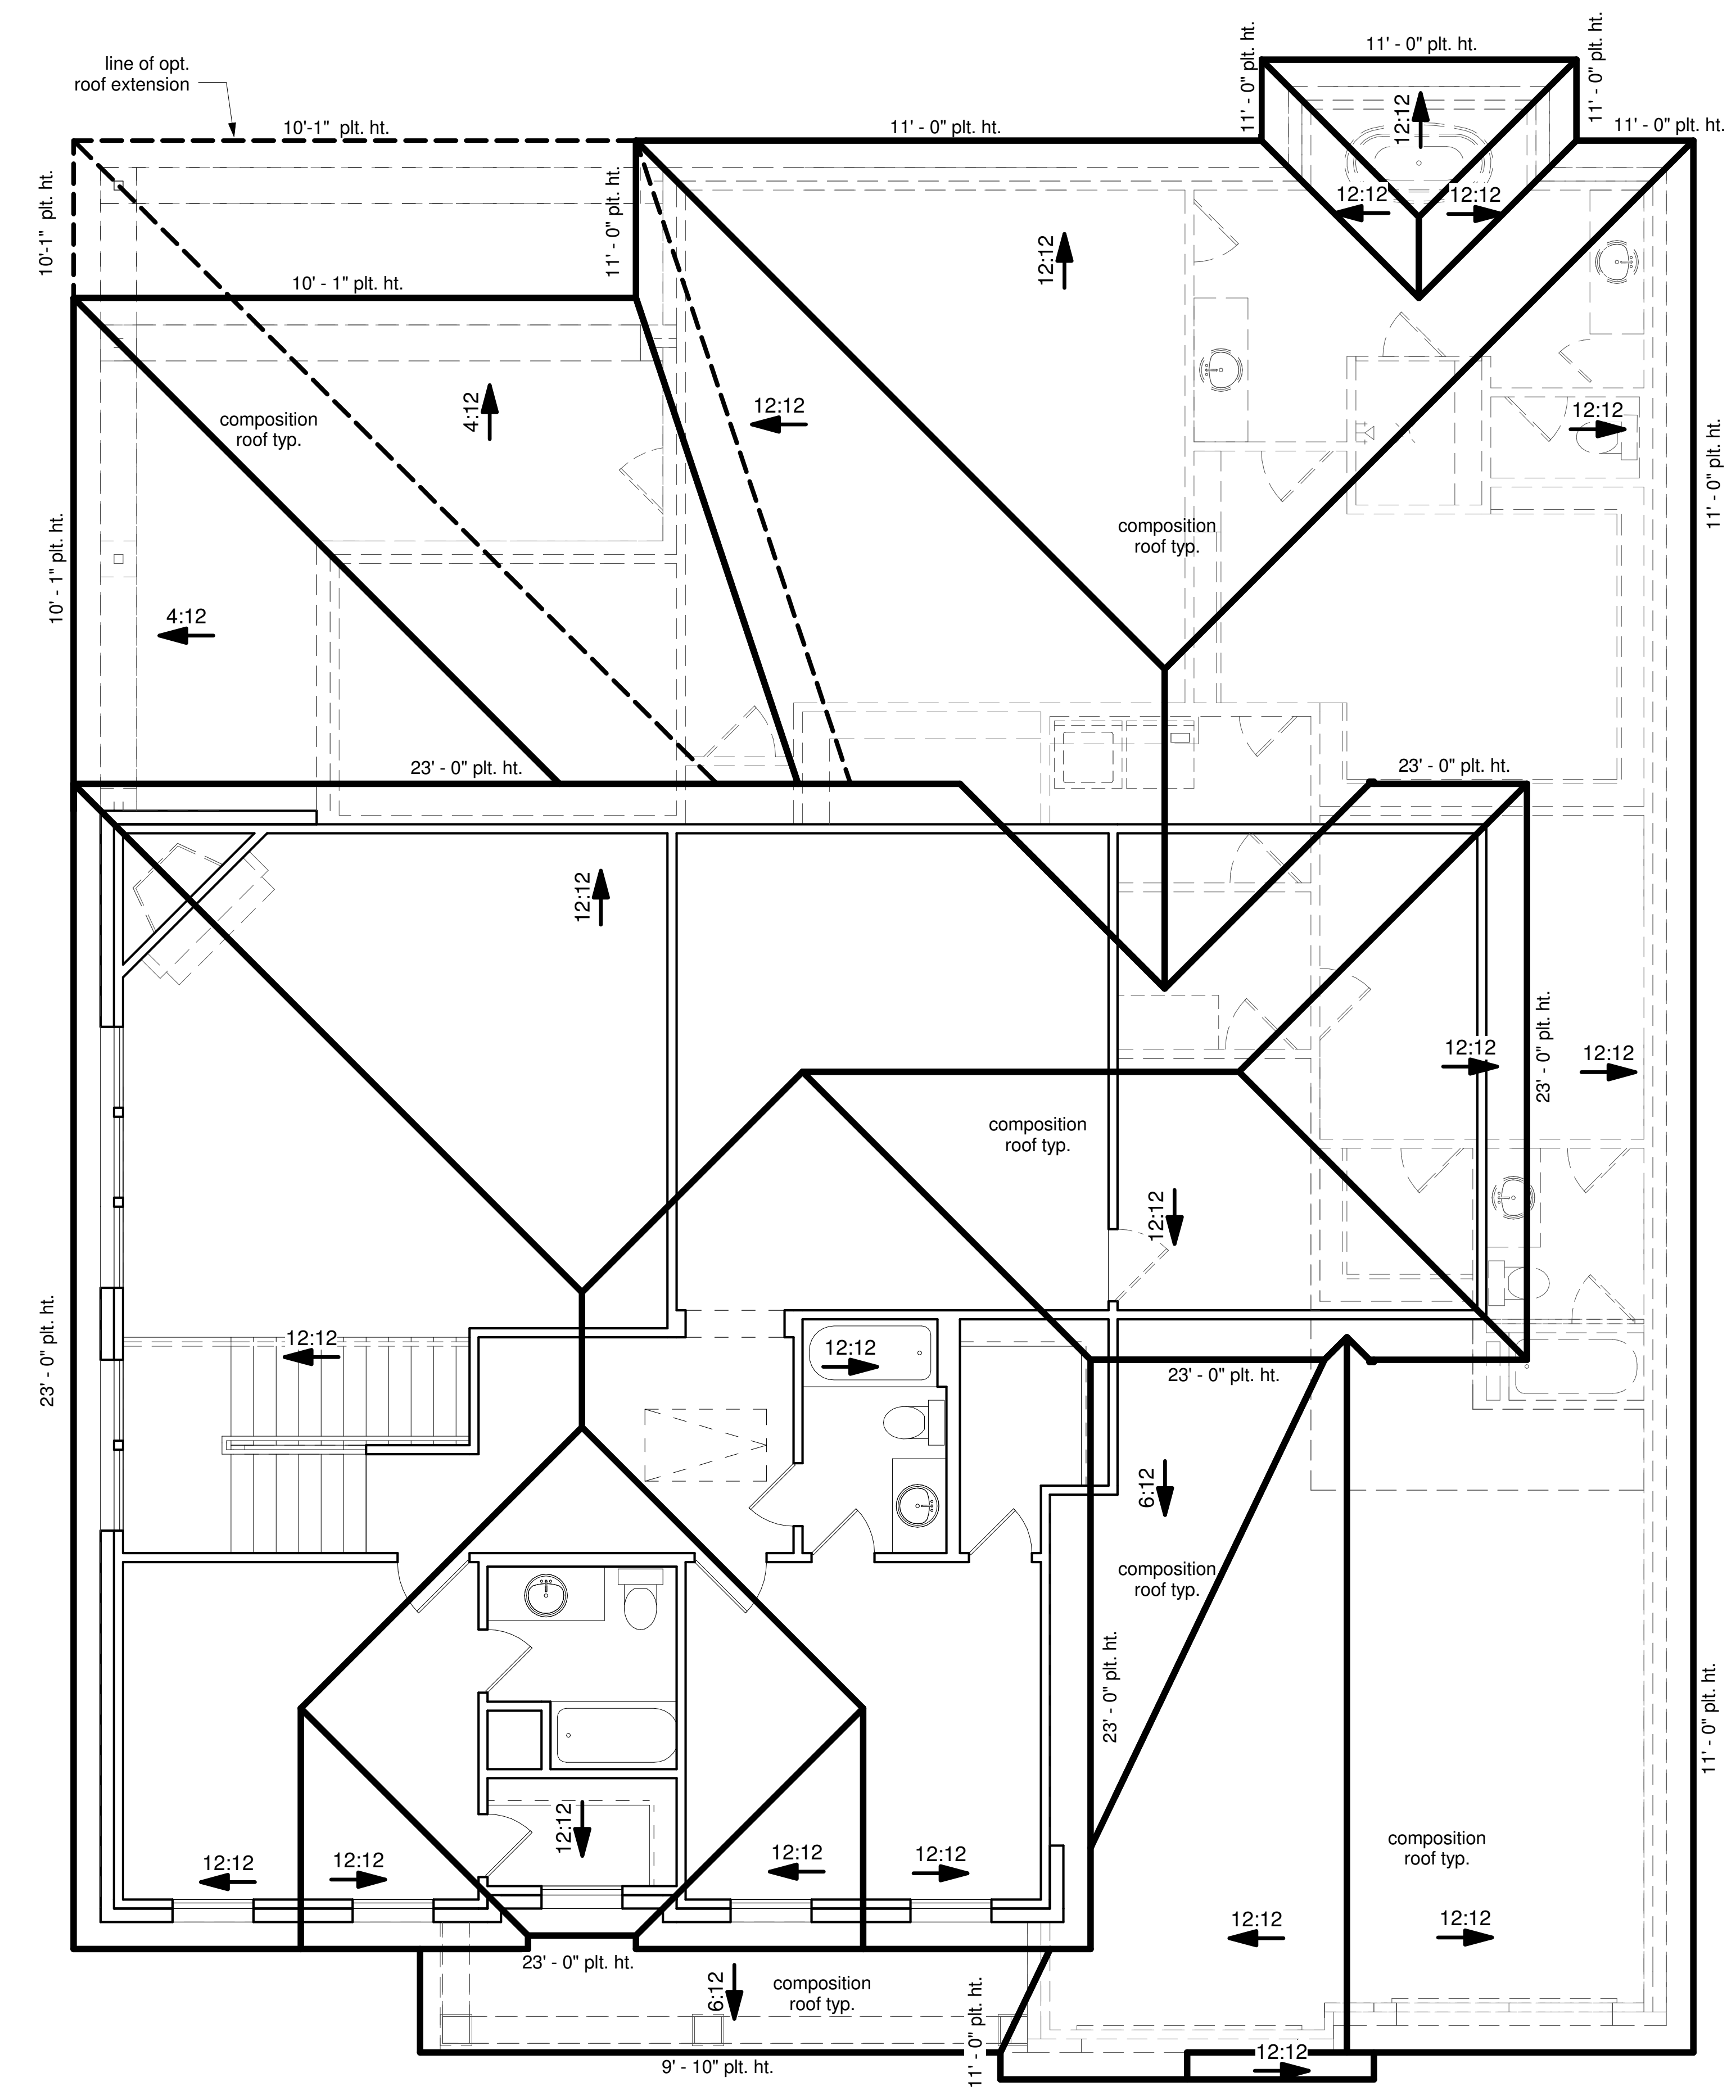 11' - 0" plt. ht.
11' - 0" plt. ht.
11' - 0" plt. ht.
line of opt.
roof extension
10'-1" plt. ht.
11' - 0" plt. ht.
11' - 0" plt. ht.
12:12
10'-1" plt. ht.
11' - 0" plt. ht.
12:12
12:12
12:12
10' - 1" plt. ht.
4:12
12:12
12:12
composition
roof typ.
11' - 0" plt. ht.
composition
roof typ.
10' - 1" plt. ht.
4:12
23' - 0" plt. ht.
23' - 0" plt. ht.
12:12
12:12
12:12
23' - 0" plt. ht.
composition
roof typ.
12:12
12:12
12:12
23' - 0" plt. ht.
23' - 0" plt. ht.
6:12
composition
roof typ.
23' - 0" plt. ht.
11' - 0" plt. ht.
12:12
12:12
12:12
12:12
12:12
composition
roof typ.
12:12
12:12
23' - 0" plt. ht.
6:12
composition
roof typ.
11' - 0" plt. ht.
12:12
9' - 10" plt. ht.